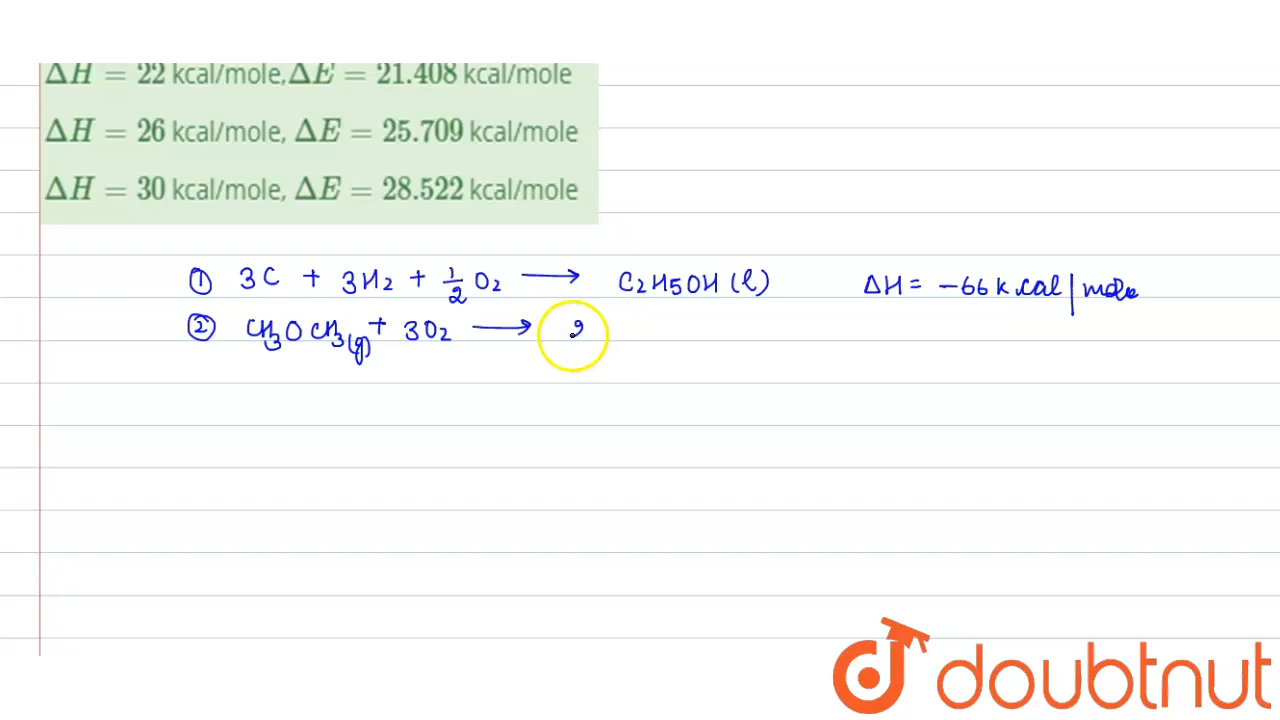 ΔH = 22 kcal/mole, ΔE = 21.408 kcal/mole
ΔH = 26 kcal/mole, ΔE = 25.709 kcal/mole
ΔH = 30 kcal/mole, ΔE = 28.522 kcal/mole
① 3C + 3H2 + 1/2 O2 ⟶ C2H5OH (l) ΔH = -66 k cal/mole
② CH3OCH3(g) + 3O2 ⟶
doubtnut